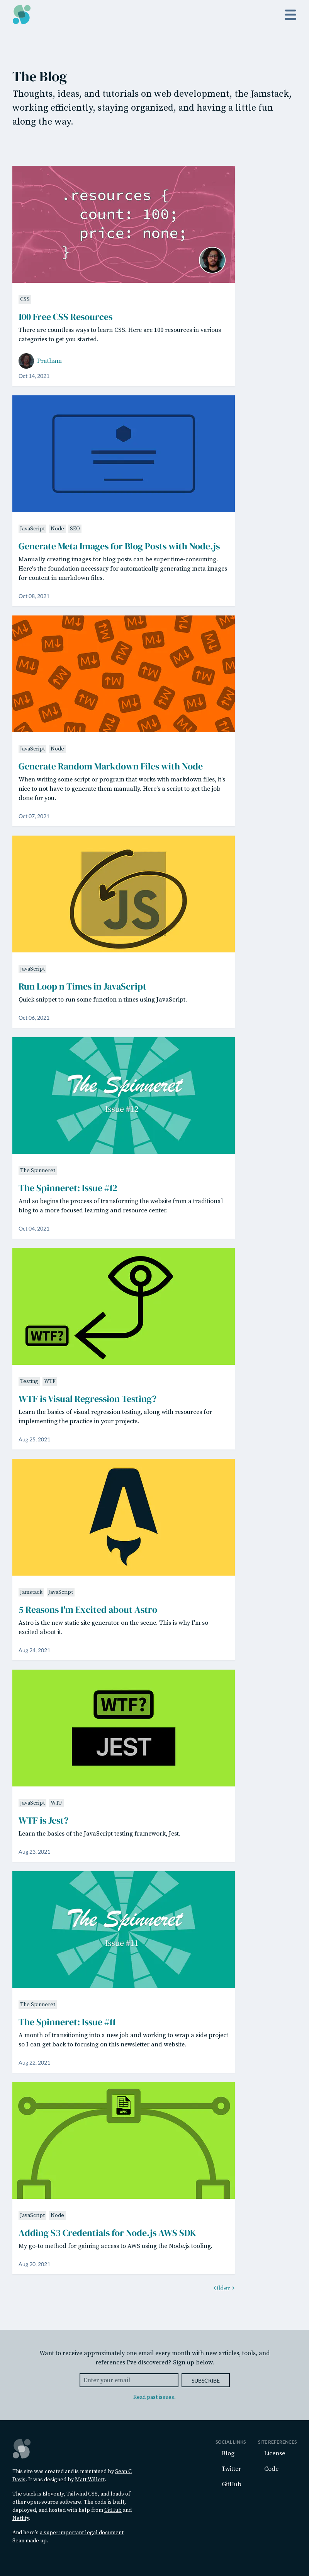 The Blog
Thoughts, ideas, and tutorials on web development, the Jamstack,
working efficiently, staying organized, and having a little fun
along the way.
.resources {
count: 100;
price: none;
}
CSS
100 Free CSS Resources
There are countless ways to learn CSS. Here are 100 resources in various
categories to get you started.
Pratham
Oct 14, 2021
JavaScript Node SEO
Generate Meta Images for Blog Posts with Node.js
Manually creating images for blog posts can be super time-consuming.
Here's the foundation necessary for automatically generating meta images
for content in markdown files.
Oct 08, 2021
JavaScript Node
Generate Random Markdown Files with Node
When writing some script or program that works with markdown files, it's
nice to not have to generate them manually. Here's a script to get the job
done for you.
Oct 07, 2021
JS
JavaScript
Run Loop n Times in JavaScript
Quick snippet to run some function n times using JavaScript.
Oct 06, 2021
The Spinneret
Issue #12
The Spinneret
The Spinneret: Issue #12
And so begins the process of transforming the website from a traditional
blog to a more focused learning and resource center.
Oct 04, 2021
WTF?
Testing WTF
WTF is Visual Regression Testing?
Learn the basics of visual regression testing, along with resources for
implementing the practice in your projects.
Aug 25, 2021
Jamstack JavaScript
5 Reasons I'm Excited about Astro
Astro is the new static site generator on the scene. This is why I'm so
excited about it.
Aug 24, 2021
WTF?
JEST
JavaScript WTF
WTF is Jest?
Learn the basics of the JavaScript testing framework, Jest.
Aug 23, 2021
The Spinneret
Issue #11
The Spinneret
The Spinneret: Issue #11
A month of transitioning into a new job and working to wrap a side project
so I can get back to focusing on this newsletter and website.
Aug 22, 2021
JavaScript Node
Adding S3 Credentials for Node.js AWS SDK
My go-to method for gaining access to AWS using the Node.js tooling.
Aug 20, 2021
Older >
Want to receive approximately one email every month with new articles, tools, and
references I've discovered? Sign up below.
Enter your email
SUBSCRIBE
Read past issues.
This site was created and is maintained by Sean C
Davis. It was designed by Matt Willett.
The stack is Eleventy, Tailwind CSS, and loads of
other open-source software. The code is built,
deployed, and hosted with help from GitHub and
Netlify.
And here's a super important legal document
Sean made up.
SOCIAL LINKS
Blog
Twitter
GitHub
SITE REFERENCES
License
Code